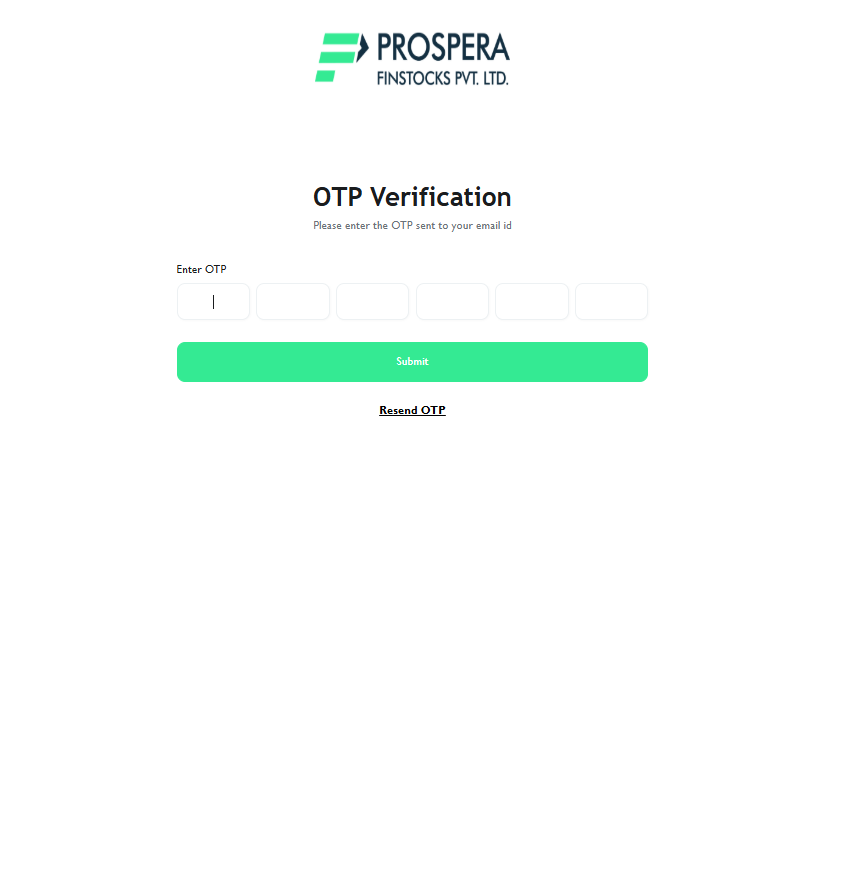 PROSPERA
FINSTOCKS PVT. LTD.
OTP Verification
Please enter the OTP sent to your email id
Enter OTP
Submit
Resend OTP